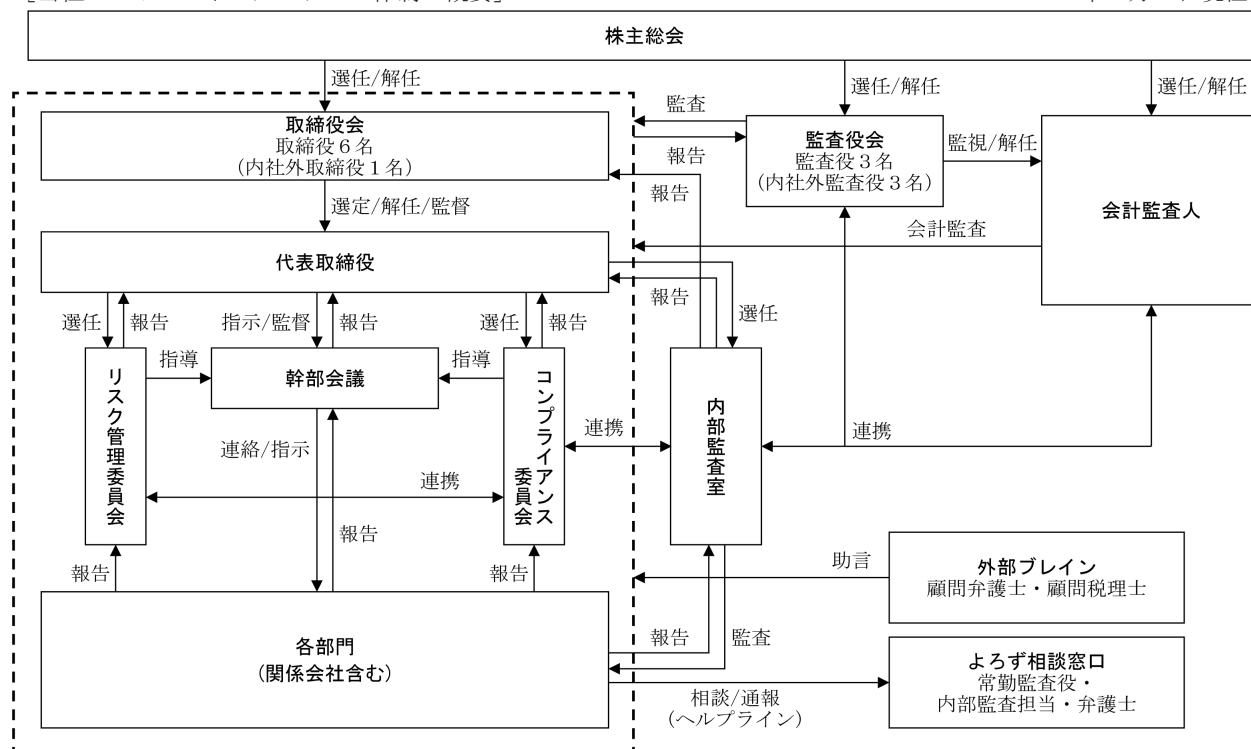 株主総会
選任/解任
選任/解任
選任/解任
取締役会
取締役６名
(内社外取締役１名)
監査
報告
監査役会
監査役３名
(内社外監査役３名)
監視/解任
会計監査人
報告
選定/解任/監督
会計監査
代表取締役
報告
選任
選任
報告
指示/監督
報告
選任
報告
リスク管理委員会
指導
幹部会議
指導
コンプライアンス
委員会
内部監査室
連絡/指示
連携
連携
連携
報告
報告
報告
助言
外部ブレイン
顧問弁護士・顧問税理士
各部門
(関係会社含む)
報告
監査
よろず相談窓口
常勤監査役・
内部監査担当・弁護士
相談/通報
(ヘルプライン)